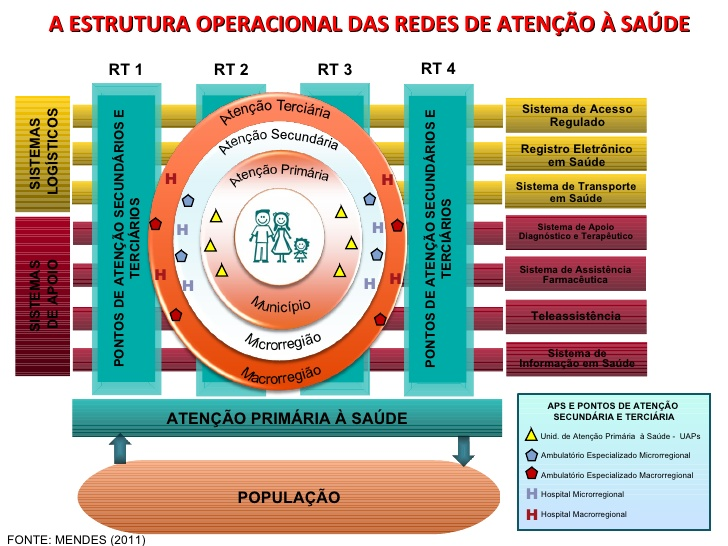 A ESTRUTURA OPERACIONAL DAS REDES DE ATENÇÃO À SAÚDE
RT 1
RT 2
RT 3
RT 4
SISTEMAS
LOGÍSTICOS
SISTEMAS
DE APOIO
PONTOS DE ATENÇÃO SECUNDÁRIOS E
TERCIÁRIOS
Atenção Terciária
Atenção Secundária
Atenção Primária
Município
Microrregião
Macrorregião
H
H
H
H
H
H
H
H
PONTOS DE ATENÇÃO SECUNDÁRIOS E
TERCIÁRIOS
Sistema de Acesso
Regulado
Registro Eletrônico
em Saúde
Sistema de Transporte
em Saúde
Sistema de Apoio
Diagnóstico e Terapêutico
Sistema de Assistência
Farmacêutica
Teleassistência
Sistema de
Informação em Saúde
ATENÇÃO PRIMÁRIA À SAÚDE
POPULAÇÃO
APS E PONTOS DE ATENÇÃO
SECUNDÁRIA E TERCIÁRIA
Unid. de Atenção Primária à Saúde - UAPs
Ambulatório Especializado Microrregional
Ambulatório Especializado Macrorregional
H Hospital Microrregional
H Hospital Macrorregional
FONTE: MENDES (2011)